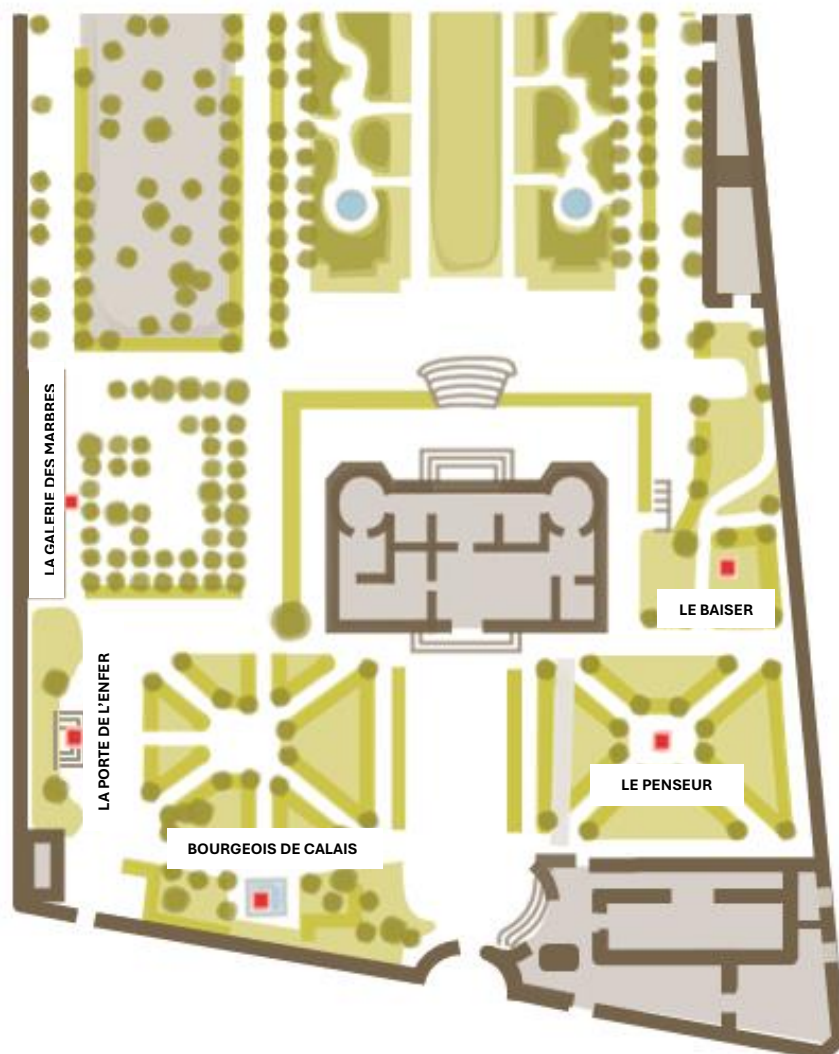 LA GALERIE DES MARBRES
LE BAISER
LA PORTE DE L'ENFER
LE PENSEUR
BOURGEOIS DE CALAIS